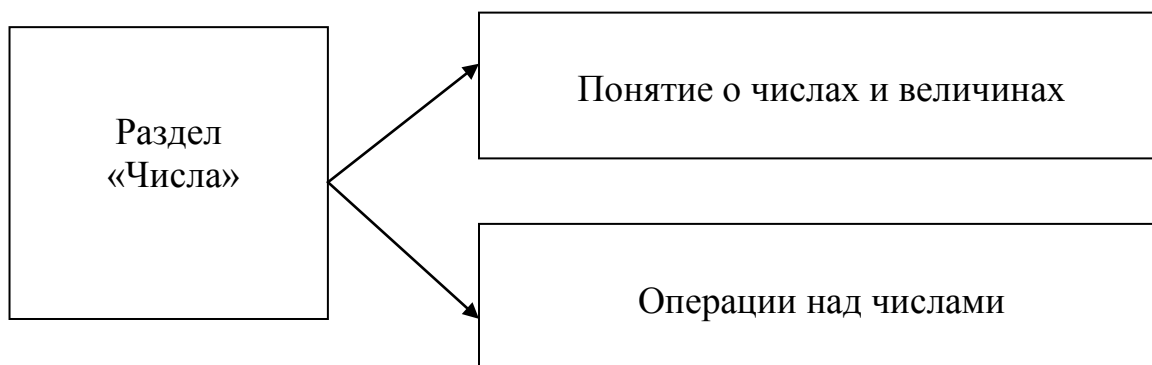 Раздел
«Числа»
Понятие о числах и величинах
Операции над числами